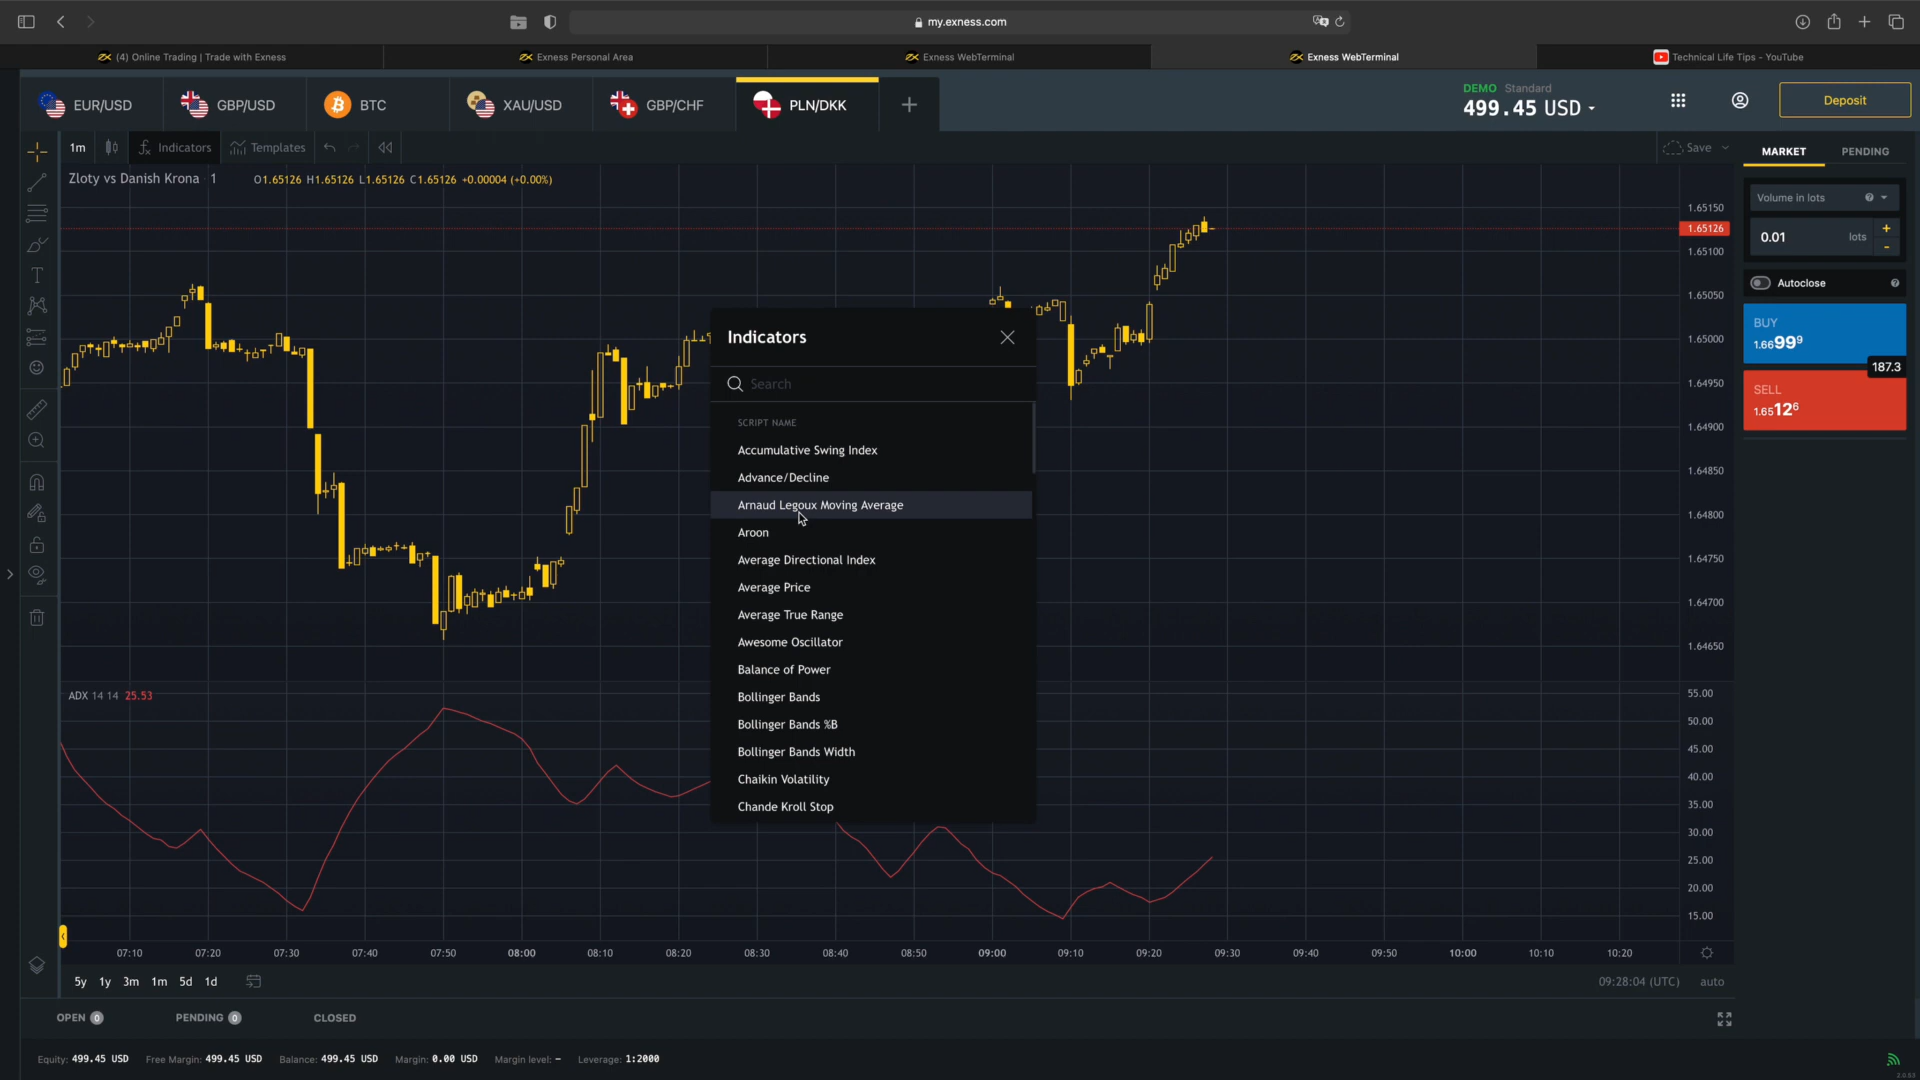 my.exness.com
(4) Online Trading | Trade with Exness
Exness Personal Area
Exness WebTerminal
Exness WebTerminal
Technical Life Tips - YouTube
EUR/USD
GBP/USD
BTC
XAU/USD
GBP/CHF
PLN/DKK
DEMO Standard
499.45 USD
Deposit
1m
Indicators
Templates
Save
MARKET
PENDING
Zloty vs Danish Krona · 1
O1.65126 H1.65126 L1.65126 C1.65126 +0.00004 (+0.00%)
Volume in lots
0.01
lots
+
-
Autoclose
BUY
1.66999
187.3
SELL
1.65126
1.65150
1.65126
1.65100
1.65050
1.65000
1.64950
1.64900
1.64850
1.64800
1.64750
1.64700
1.64650
Indicators
Search
SCRIPT NAME
Accumulative Swing Index
Advance/Decline
Arnaud Legoux Moving Average
Aroon
Average Directional Index
Average Price
Average True Range
Awesome Oscillator
Balance of Power
Bollinger Bands
Bollinger Bands %B
Bollinger Bands Width
Chaikin Volatility
Chande Kroll Stop
ADX 14 14 25.53
55.00
50.00
45.00
40.00
35.00
30.00
25.00
20.00
15.00
07:10
07:20
07:30
07:40
07:50
08:00
08:10
08:20
08:30
08:40
08:50
09:00
09:10
09:20
09:30
09:40
09:50
10:00
10:10
10:20
5y
1y
3m
1m
5d
1d
09:28:04 (UTC)
auto
OPEN 0
PENDING 0
CLOSED
Equity: 499.45 USD
Free Margin: 499.45 USD
Balance: 499.45 USD
Margin: 0.00 USD
Margin level: –
Leverage: 1:2000
2.0.53